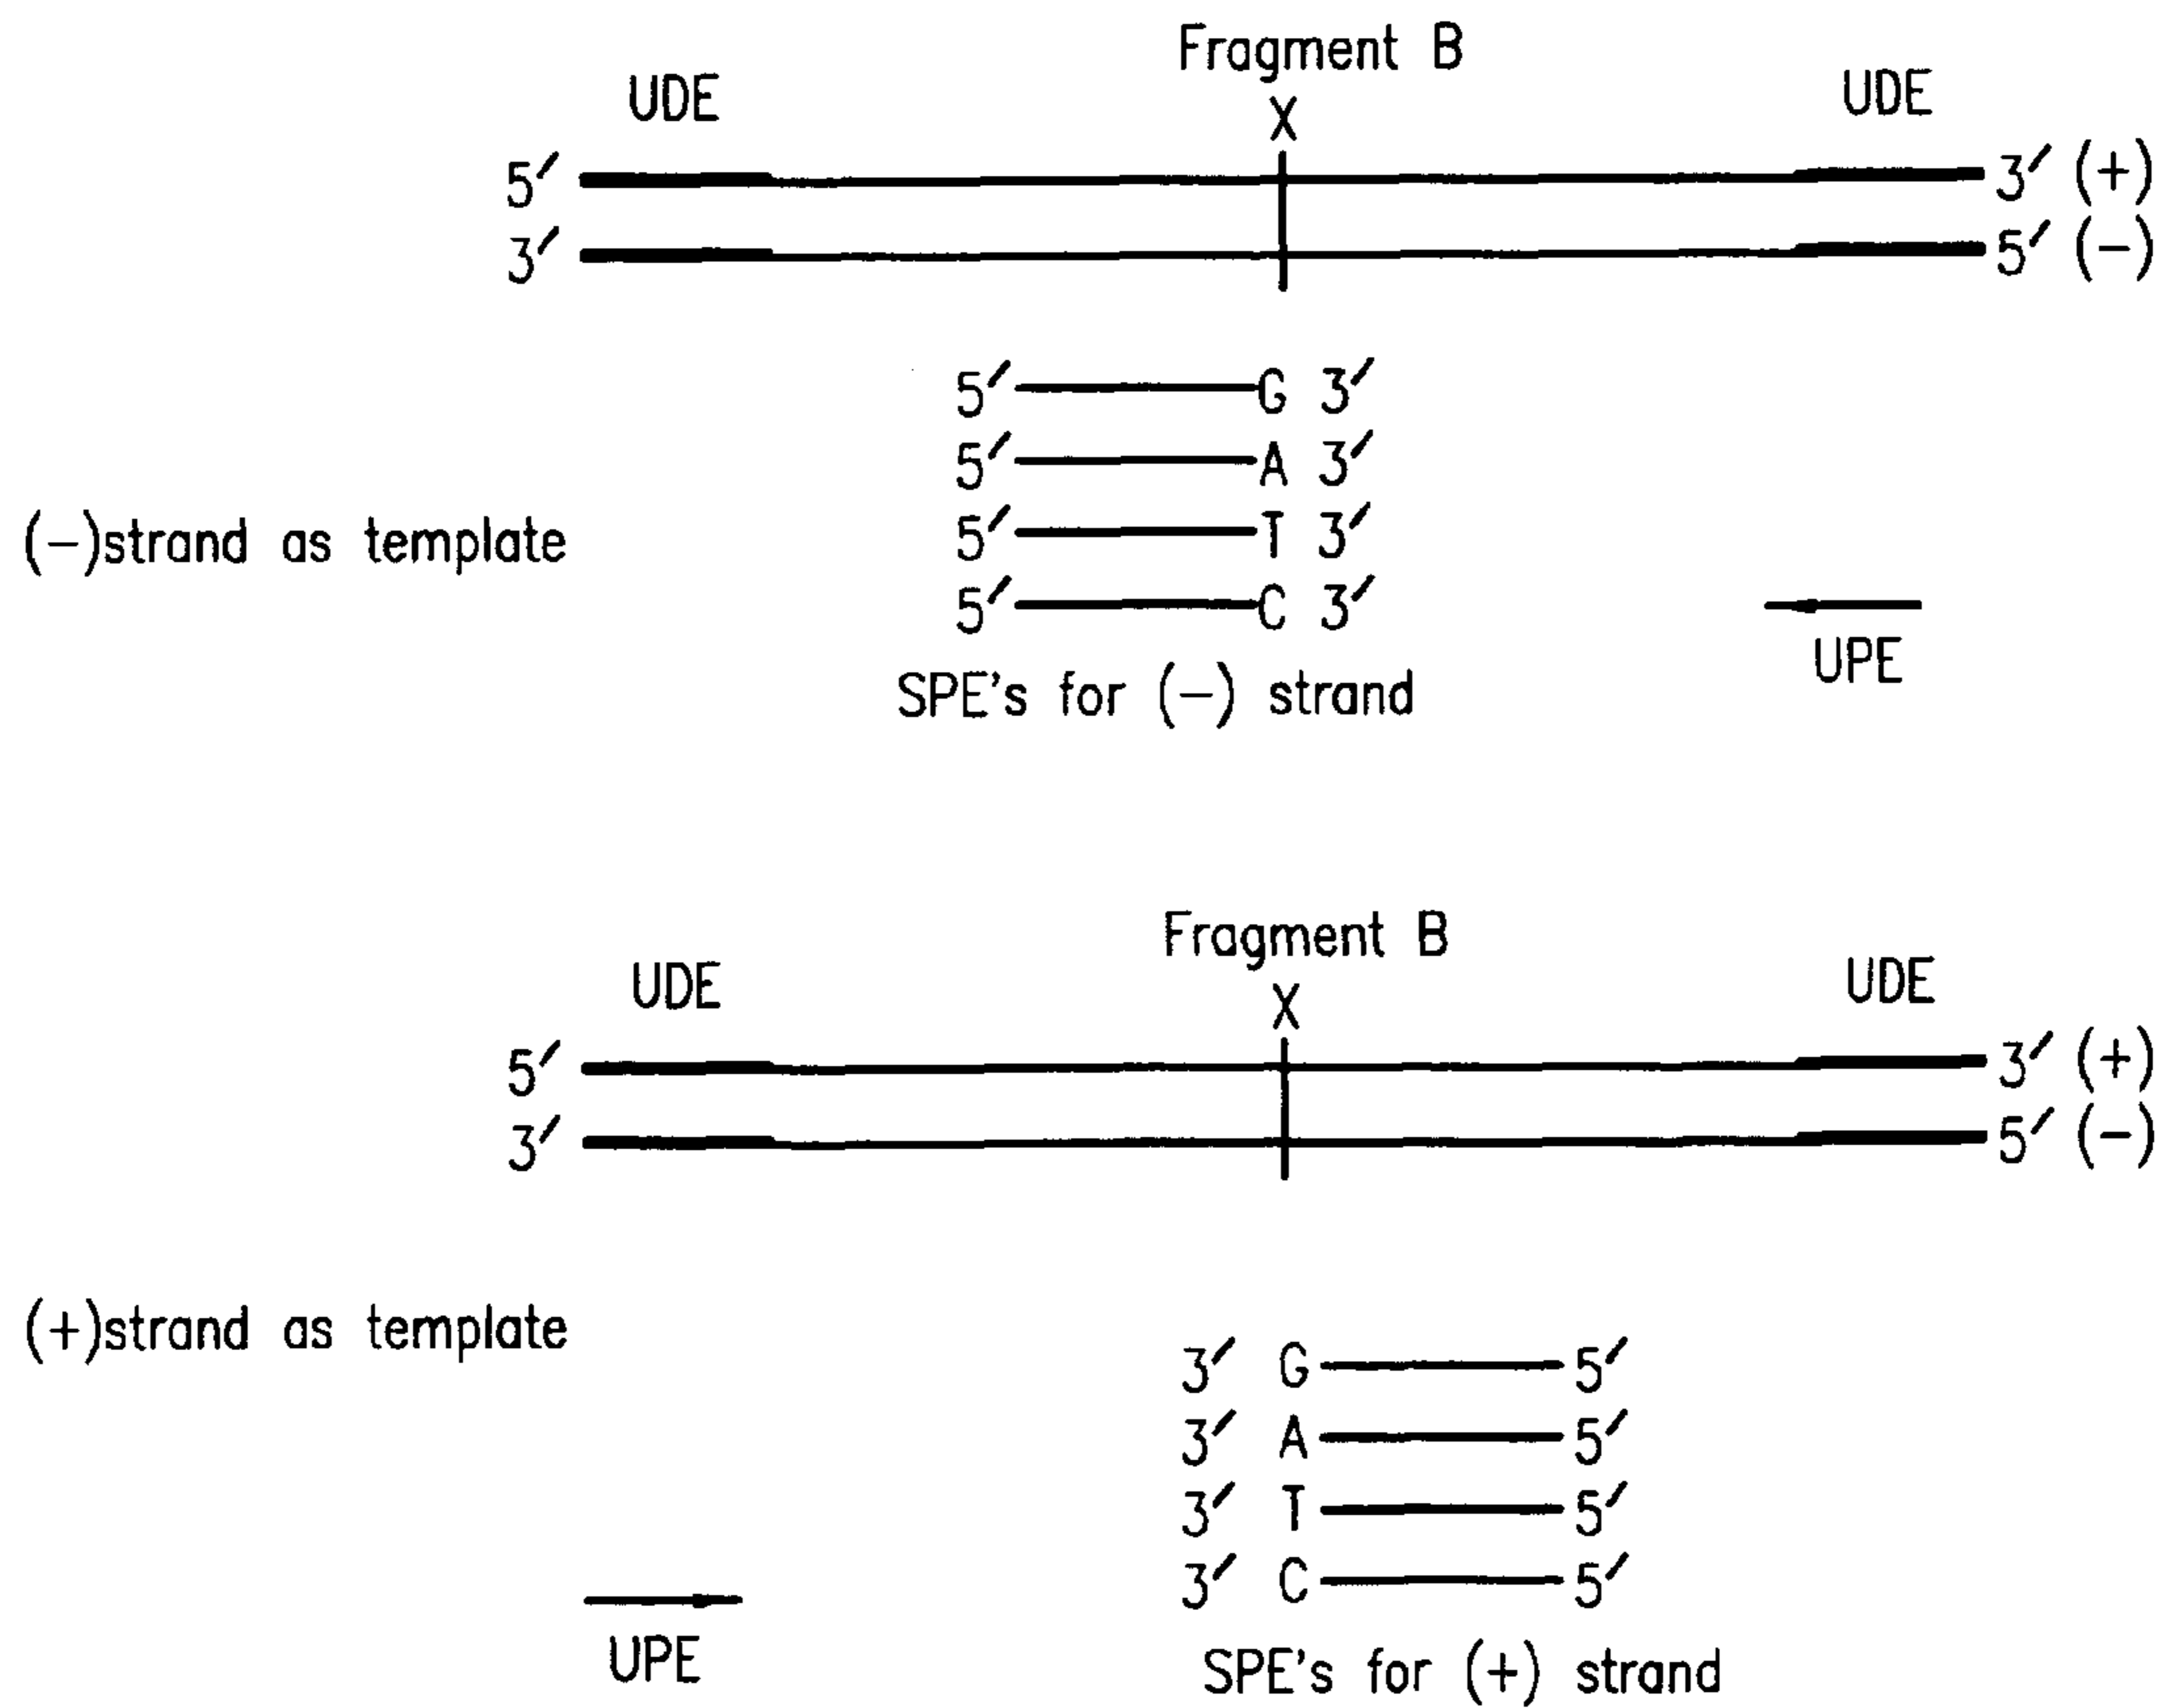 Fragment B
UDE X UDE
5′ 3′ (+)
3′ 5′ (−)
5′ G 3′
5′ A 3′
(−)strand as template
5′ T 3′
5′ C 3′
UPE
SPE's for (−) strand
Fragment B
UDE X UDE
5′ 3′ (+)
3′ 5′ (−)
(+)strand as template
3′ G 5′
3′ A 5′
3′ T 5′
3′ C 5′
UPE
SPE's for (+) strand